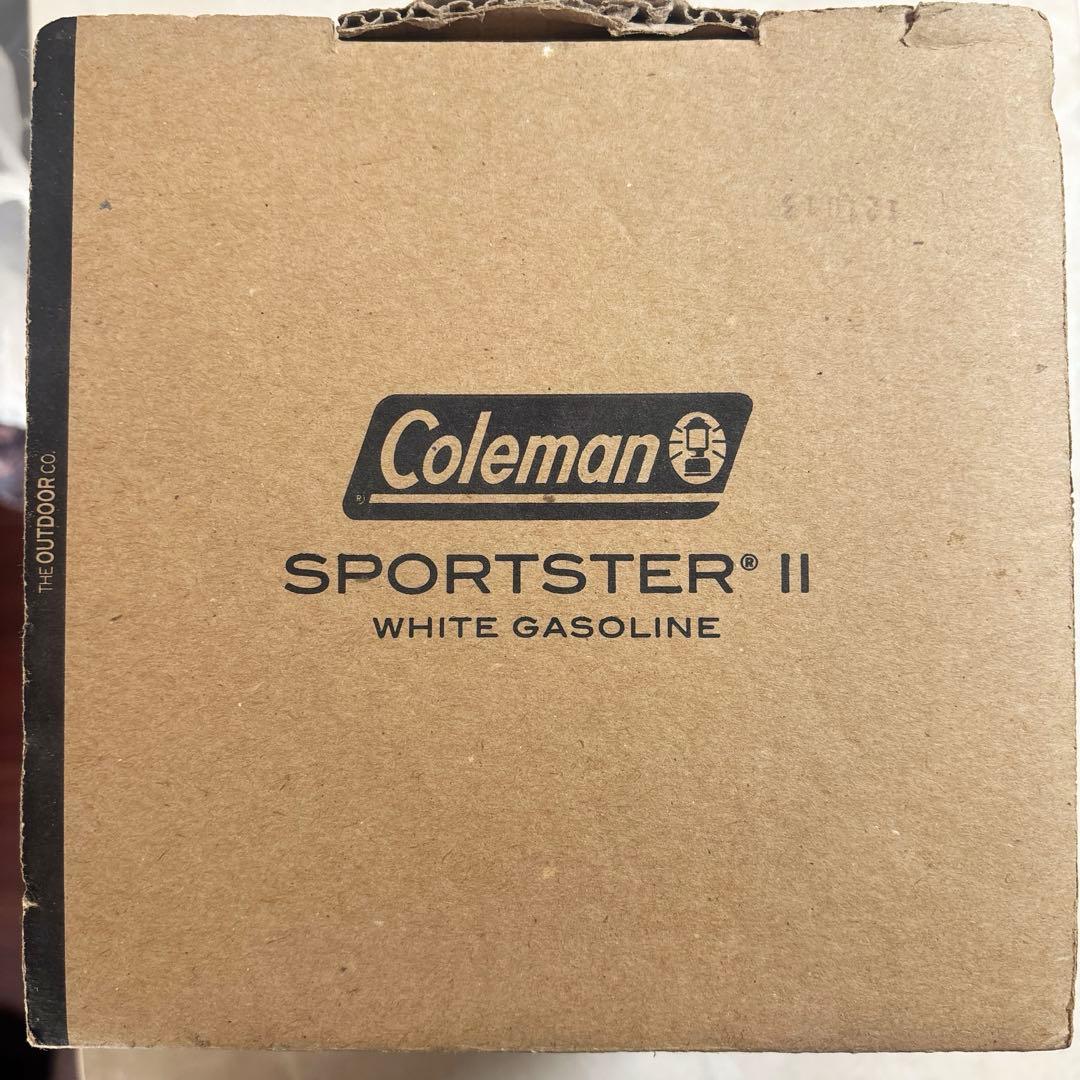 THE OUTDOOR CO.
Coleman ®
SPORTSTER® II
WHITE GASOLINE